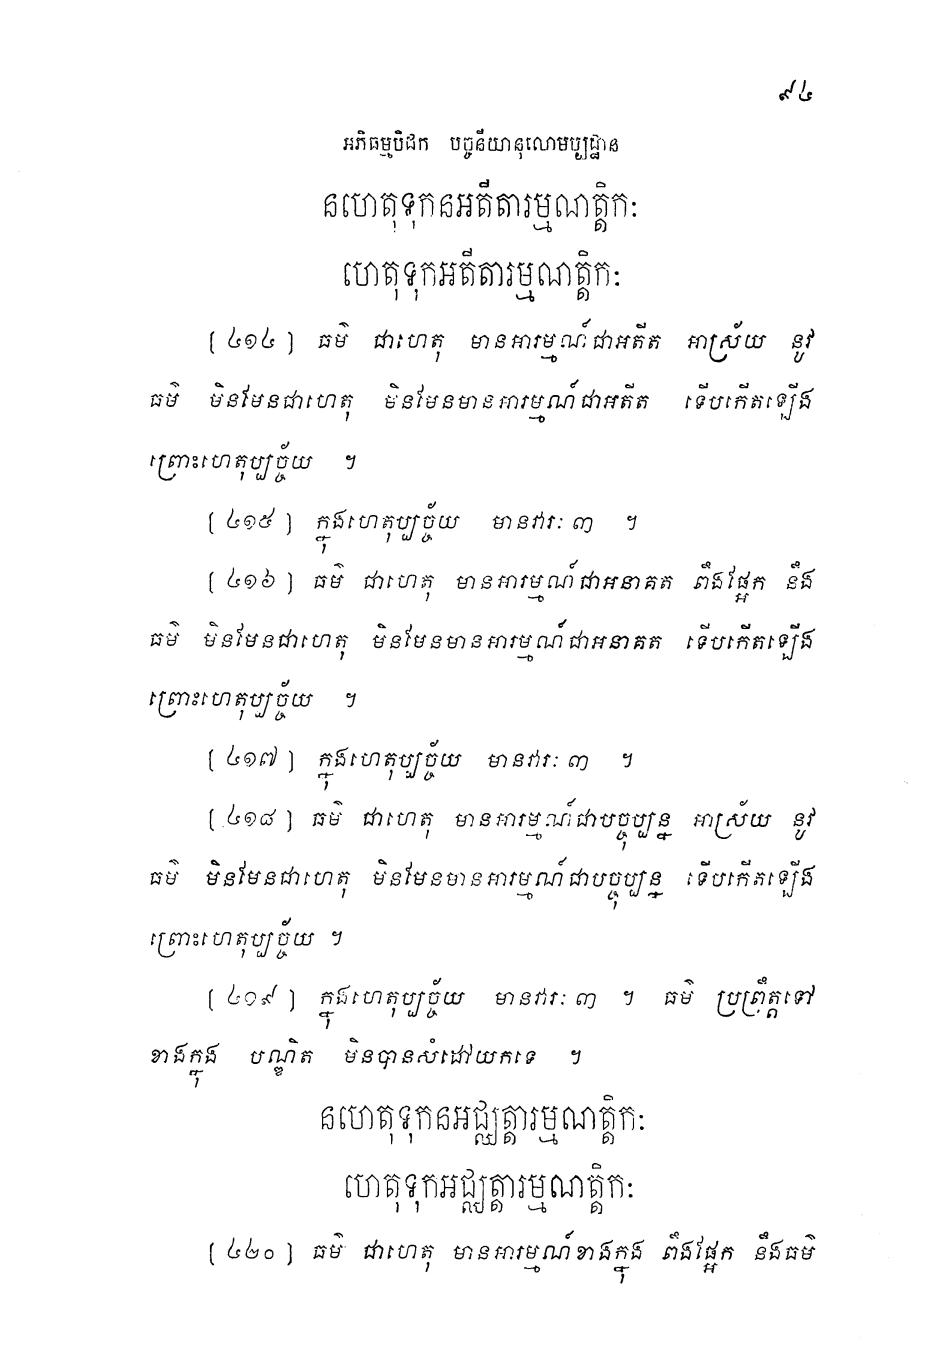 ៩៤
អភិធម្មបិដក បច្ចនីយានុលោមប្បដ្ឋាន
នហេតុទុកនអតីតារម្មណត្តិកៈ
ហេតុទុកអតីតារម្មណត្តិកៈ
(៤១៤) ធម៌ ជាហេតុ មានអារម្មណ៍ជាអតីត អាស្រ័យ នូវ
ធម៌ មិនមែនជាហេតុ មិនមែនមានអារម្មណ៍ជាអតីត ទើបកើតឡើង
ព្រោះហេតុប្បច្ច័យ ។
(៤១៥) ក្នុងហេតុប្បច្ច័យ មានវារៈ ៣ ។
(៤១៦) ធម៌ ជាហេតុ មានអារម្មណ៍ជាអនាគត ពឹងផ្អែក នឹង
ធម៌ មិនមែនជាហេតុ មិនមែនមានអារម្មណ៍ជាអនាគត ទើបកើតឡើង
ព្រោះហេតុប្បច្ច័យ ។
(៤១៧) ក្នុងហេតុប្បច្ច័យ មានវារៈ ៣ ។
(៤១៨) ធម៌ ជាហេតុ មានអារម្មណ៍ជាបច្ចុប្បន្ន អាស្រ័យ នូវ
ធម៌ មិនមែនជាហេតុ មិនមែនមានអារម្មណ៍ជាបច្ចុប្បន្ន ទើបកើតឡើង
ព្រោះហេតុប្បច្ច័យ ។
(៤១៩) ក្នុងហេតុប្បច្ច័យ មានវារៈ ៣ ។ ធម៌ ប្រព្រឹត្តទៅ
ខាងក្នុង បណ្ឌិត មិនបានសំដៅយកទេ ។
នហេតុទុកនអជ្ឈត្តារម្មណត្តិកៈ
ហេតុទុកអជ្ឈត្តារម្មណត្តិកៈ
(៤២០) ធម៌ ជាហេតុ មានអារម្មណ៍ខាងក្នុង ពឹងផ្អែក នឹងធម៌